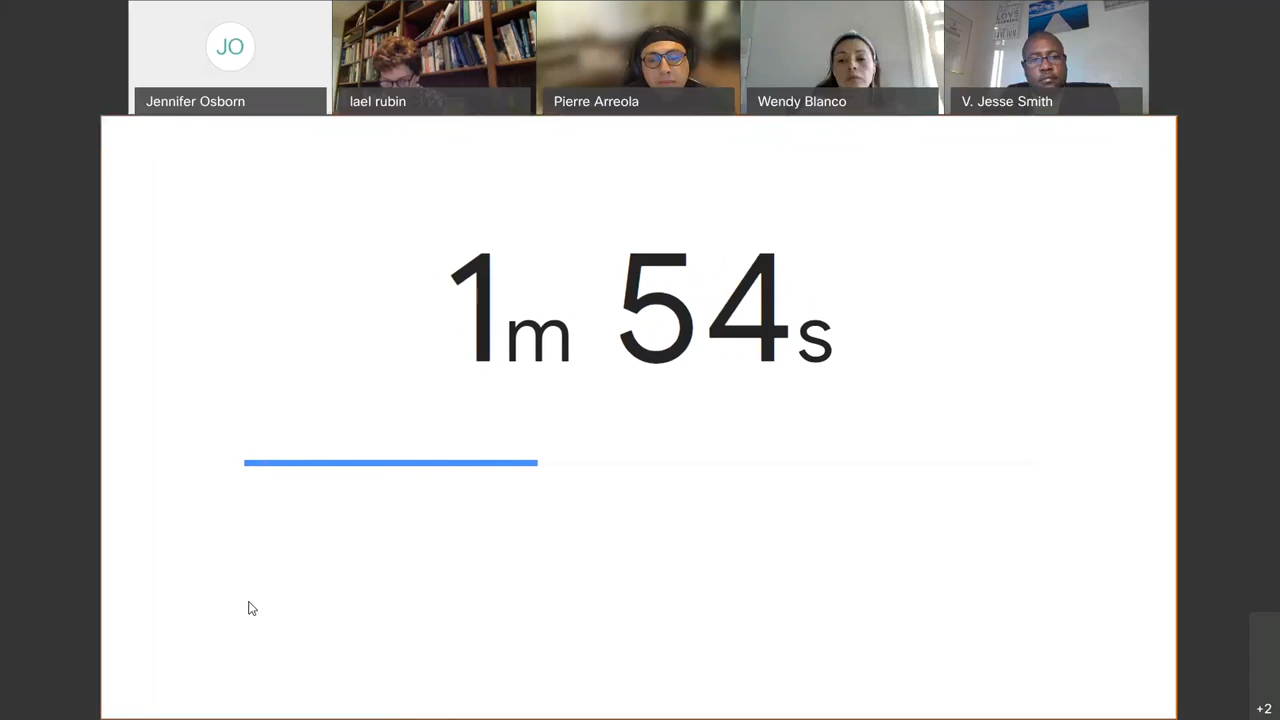 JO
Jennifer Osborn
lael rubin
Pierre Arreola
Wendy Blanco
V. Jesse Smith
1m 54s
+2